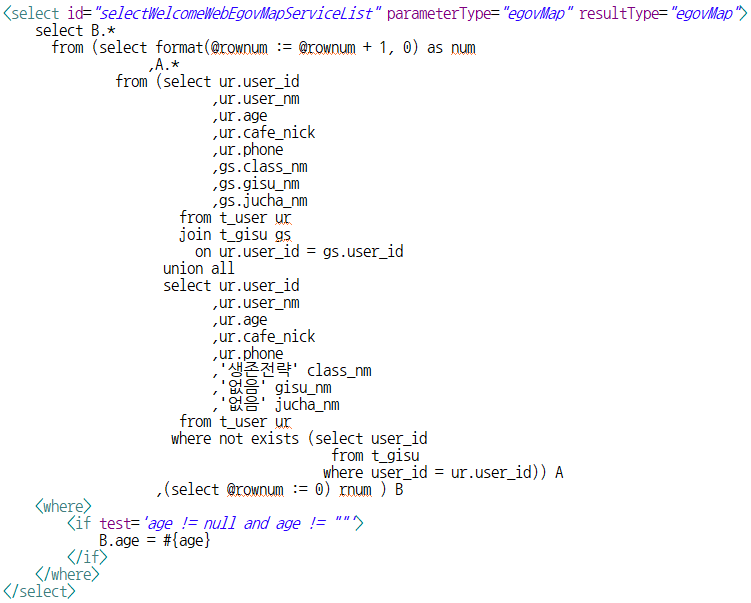 <select id="selectWelcomeWebEgovMapServiceList" parameterType="egovMap" resultType="egovMap">
    select B.*
      from (select format(@rownum := @rownum + 1, 0) as num
                  ,A.*
              from (select ur.user_id
                          ,ur.user_nm
                          ,ur.age
                          ,ur.cafe_nick
                          ,ur.phone
                          ,gs.class_nm
                          ,gs.gisu_nm
                          ,gs.jucha_nm
                      from t_user ur
                      join t_gisu gs
                        on ur.user_id = gs.user_id
                    union all
                    select ur.user_id
                          ,ur.user_nm
                          ,ur.age
                          ,ur.cafe_nick
                          ,ur.phone
                          ,'생존전략' class_nm
                          ,'없음' gisu_nm
                          ,'없음' jucha_nm
                      from t_user ur
                     where not exists (select user_id
                                         from t_gisu
                                        where user_id = ur.user_id)) A
                   ,(select @rownum := 0) rnum ) B
    <where>
        <if test='age != null and age != ""'>
            B.age = #{age}
        </if>
    </where>
</select>